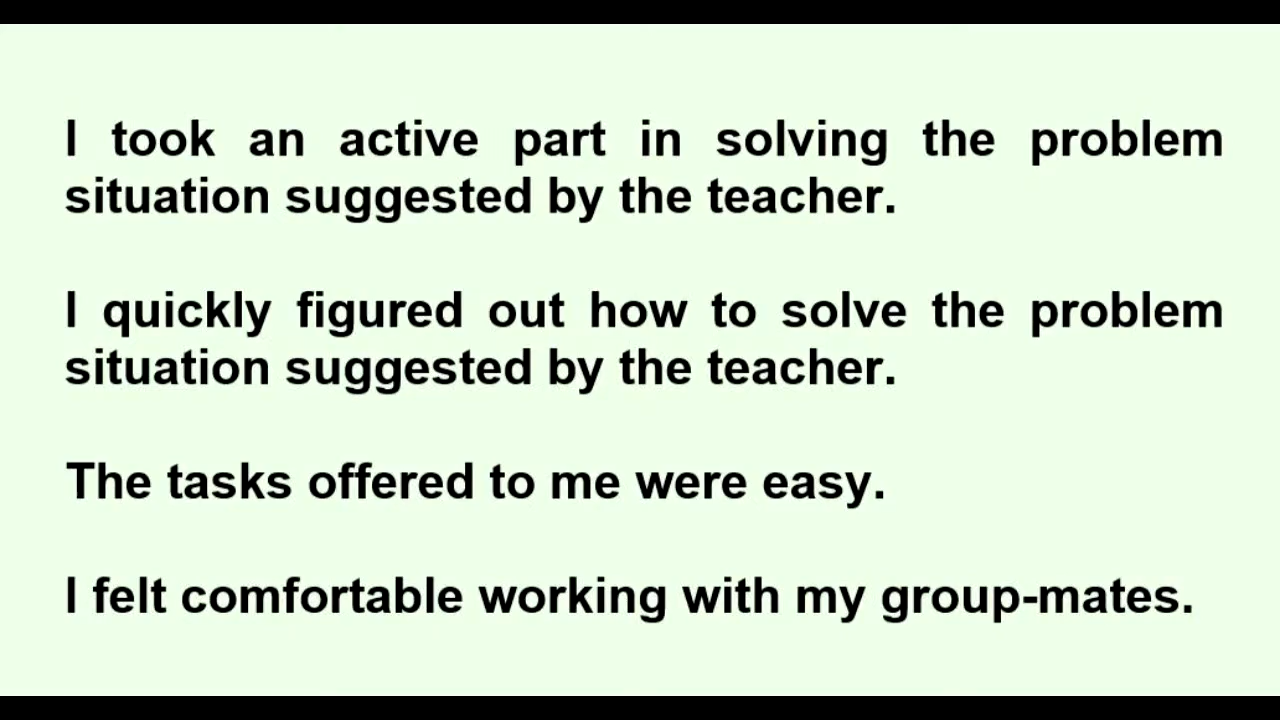 I took an active part in solving the problem
situation suggested by the teacher.
I quickly figured out how to solve the problem
situation suggested by the teacher.
The tasks offered to me were easy.
I felt comfortable working with my group-mates.